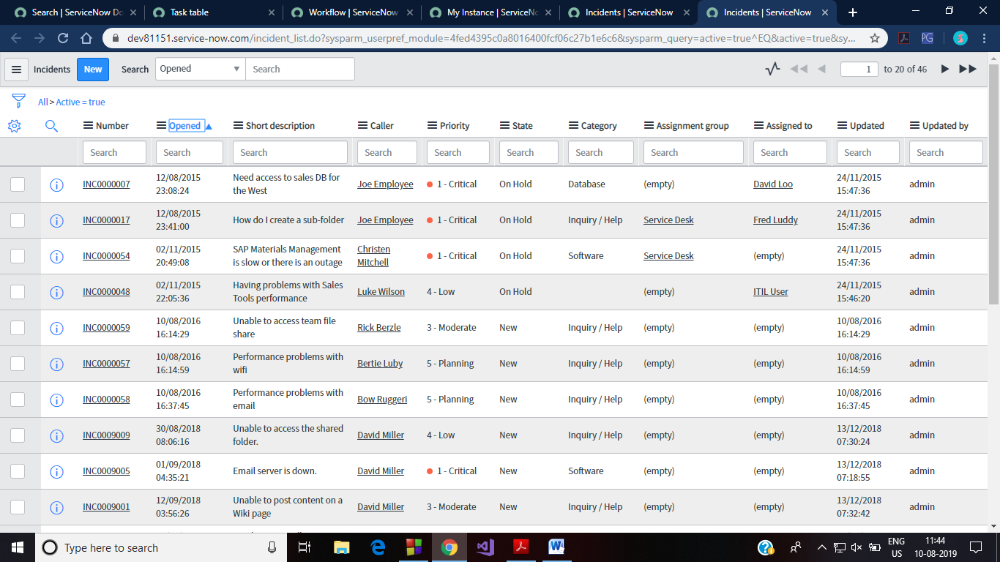 Search | ServiceNow Do
Task table
Workflow | ServiceNow
My Instance | ServiceNo
Incidents | ServiceNow
Incidents | ServiceNow
dev81151.service-now.com/incident_list.do?sysparm_userpref_module=4fed4395c0a8016400fcf06c27b1e6c6&sysparm_query=active=true^EQ&active=true&sy...
PG
Incidents New Search Opened Search 1 to 20 of 46
All > Active = true
Number Opened Short description Caller Priority State Category Assignment group Assigned to Updated Updated by
Search Search Search Search Search Search Search Search Search Search Search
INC0000007 12/08/2015 23:08:24 Need access to sales DB for the West Joe Employee 1 - Critical On Hold Database (empty) David Loo 24/11/2015 15:47:36 admin
INC0000017 12/08/2015 23:41:00 How do I create a sub-folder Joe Employee 1 - Critical On Hold Inquiry / Help Service Desk Fred Luddy 24/11/2015 15:47:36 admin
INC0000054 02/11/2015 20:49:08 SAP Materials Management is slow or there is an outage Christen Mitchell 1 - Critical On Hold Software Service Desk (empty) 24/11/2015 15:47:36 admin
INC0000048 02/11/2015 22:05:36 Having problems with Sales Tools performance Luke Wilson 4 - Low On Hold (empty) ITIL User 24/11/2015 15:46:20 admin
INC0000059 10/08/2016 16:14:29 Unable to access team file share Rick Berzle 3 - Moderate New Inquiry / Help (empty) (empty) 10/08/2016 16:14:29 admin
INC0000057 10/08/2016 16:14:59 Performance problems with wifi Bertie Luby 5 - Planning New Inquiry / Help (empty) (empty) 10/08/2016 16:14:59 admin
INC0000058 10/08/2016 16:37:45 Performance problems with email Bow Ruggeri 5 - Planning New Inquiry / Help (empty) (empty) 10/08/2016 16:37:45 admin
INC0009009 30/08/2018 08:06:16 Unable to access the shared folder. David Miller 4 - Low New Inquiry / Help (empty) (empty) 13/12/2018 07:30:24 admin
INC0009005 01/09/2018 04:35:21 Email server is down. David Miller 1 - Critical New Software (empty) (empty) 13/12/2018 07:18:55 admin
INC0009001 12/09/2018 03:56:26 Unable to post content on a Wiki page David Miller 3 - Moderate New Inquiry / Help (empty) (empty) 13/12/2018 07:32:42 admin
Type here to search
ENG
US
11:44
10-08-2019